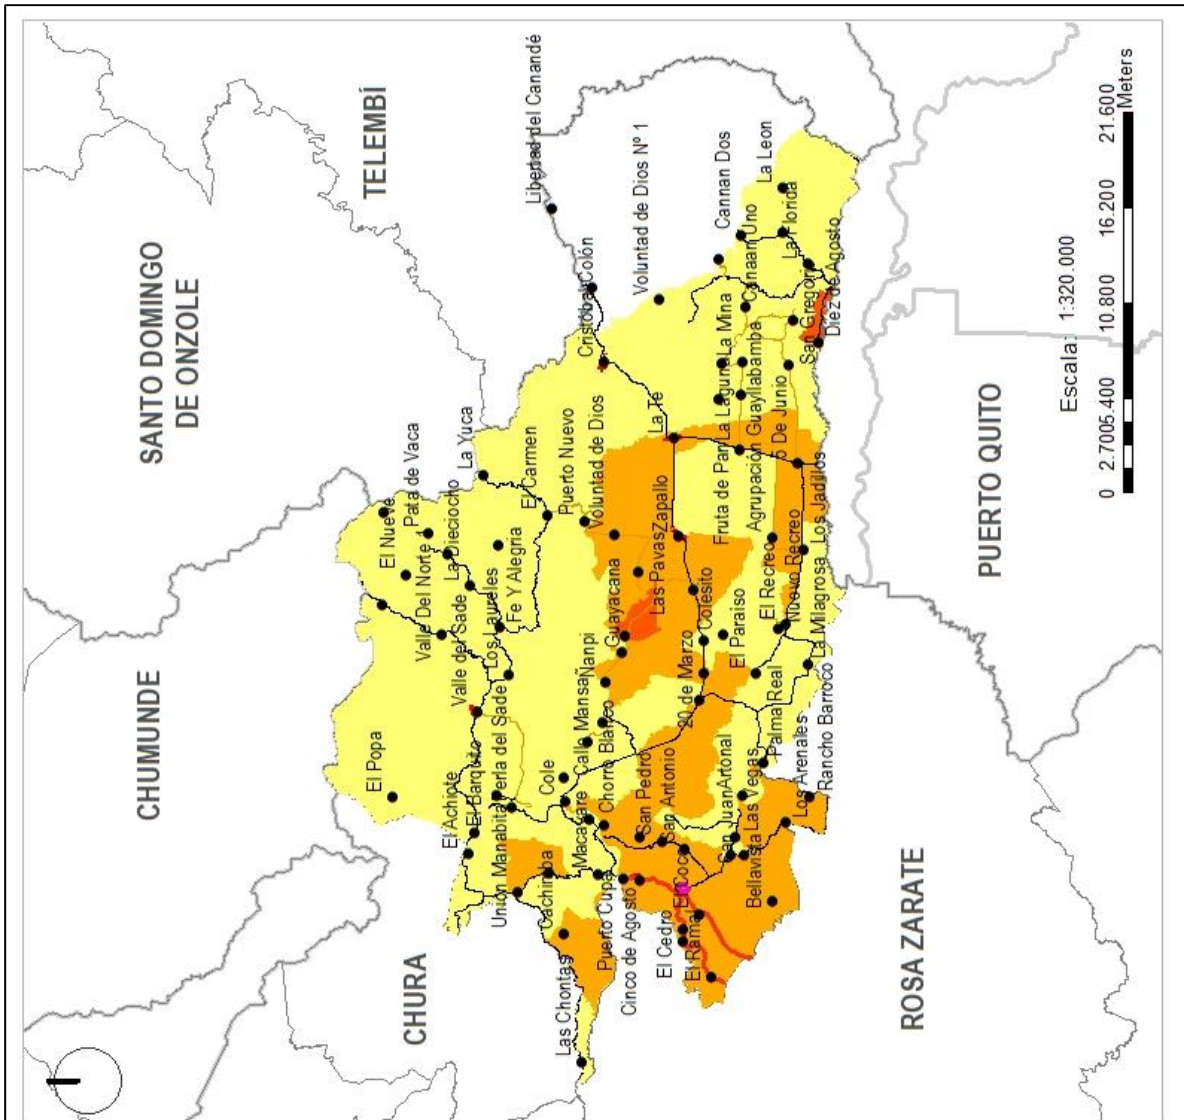 SANTO DOMINGO
DE ONZOLE
TELEMBÍ
CHUMUNDE
CHURA
ROSA ZARATE
PUERTO QUITO
Libertad del Canandé
Cristóbal Colón
Voluntad de Dios Nº 1
Cannan Dos
La Leon
La Florida
Canaan Uno
San Gregori
Diez de Agosto
La Mina
La Laguna
Guayllabamba
Agrupación
Fruta de Pan
o De Junio
La Te
Zapallo
Las Pavas
Los Jadillos
La Milagrosa
Nuevo Recreo
El Recreo
El Paraiso
Colesito
20 de Marzo
Palma Real
Rancho Barroco
Los Arenales
Las Vegas
Bellavista
San Juan
San Antonio
San Pedro
El Coco
El Cedro
El Ramal
Cinco de Agosto
Puerto Cupa
Las Chontas
Cachimba
Unión Manabita
Perla del Sade
El Barquito
El Achiote
El Popa
Cole
Chorro Blanco
Calle Mansa
Ñanpi
Guayacana
Voluntad de Dios
Puerto Nuevo
El Carmen
La Yuca
Fe Y Alegria
Los Laureles
Valle del Sade
Valle Del Norte
La Dieciocho
Pata de Vaca
El Nueve
Escala: 1:320.000
0 2.700 5.400 10.800 16.200 21.600
Meters